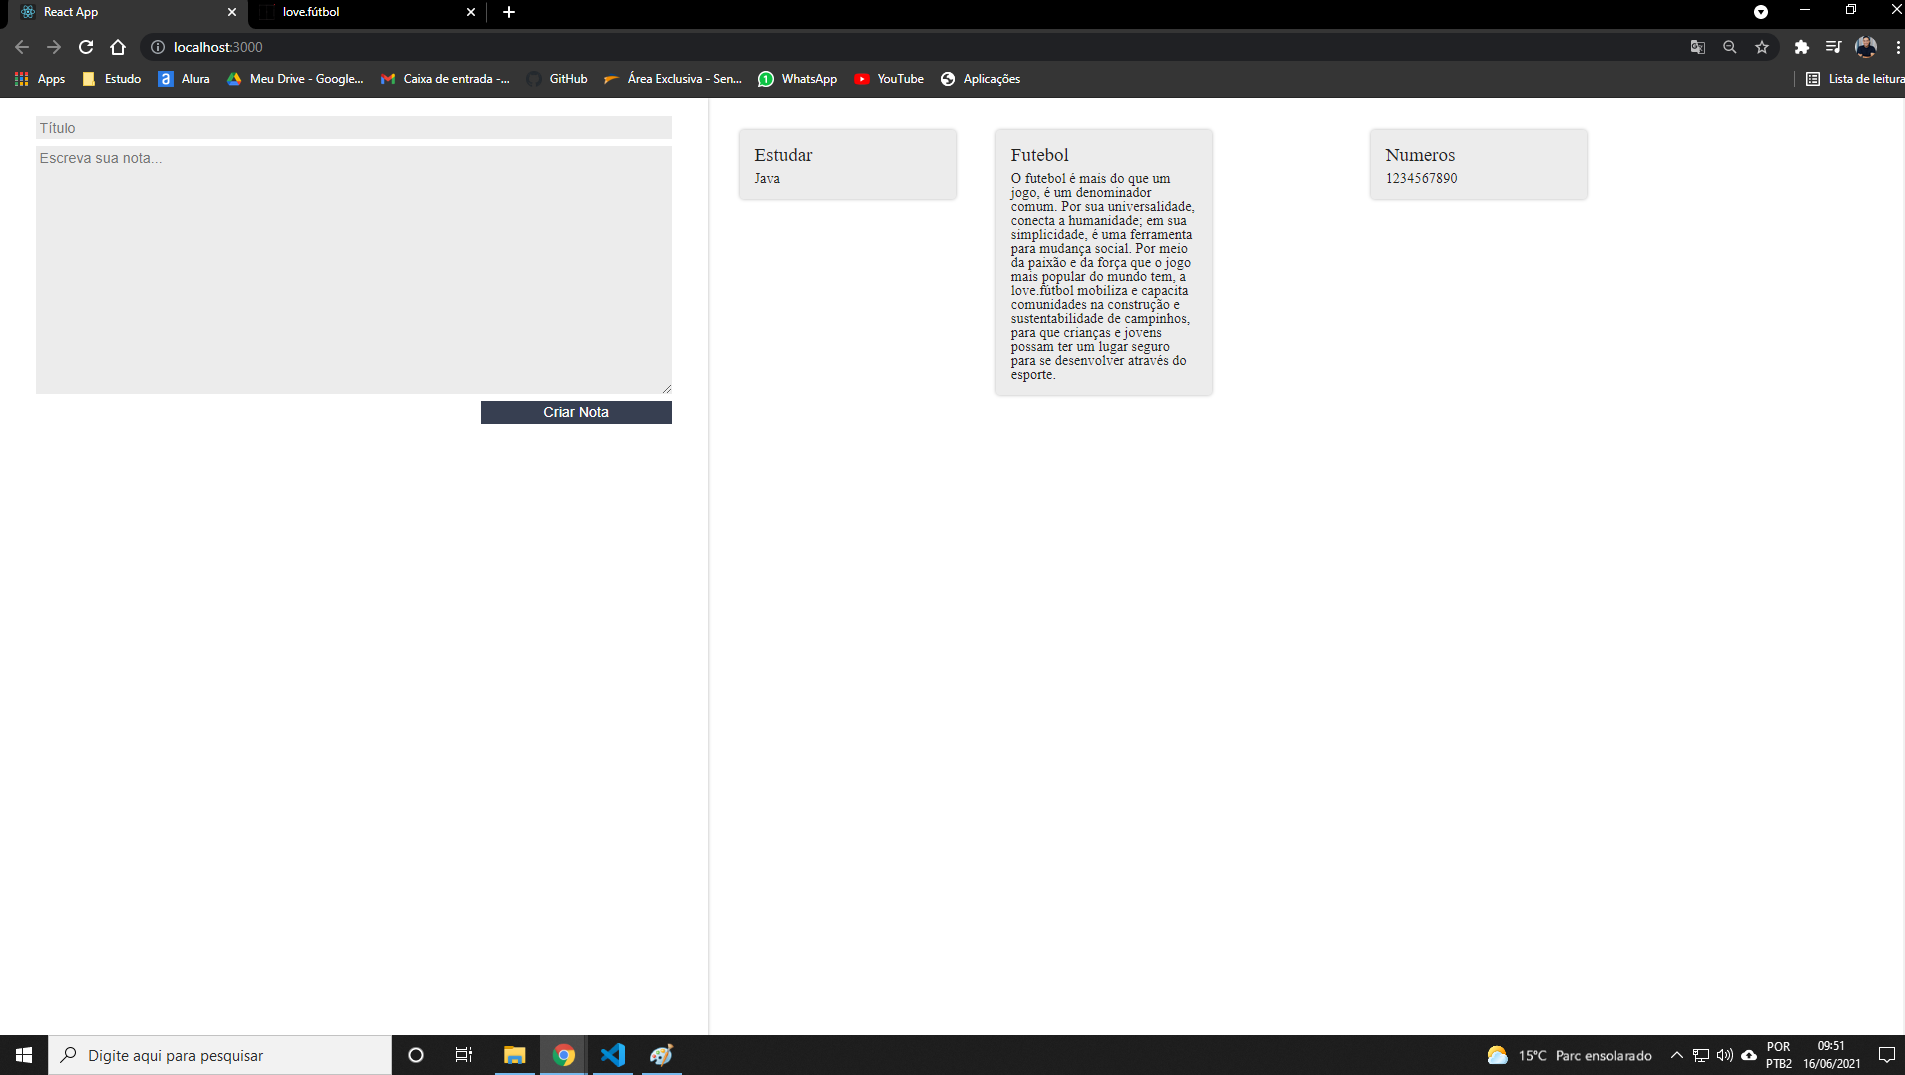 React App
love.fútbol
localhost:3000
Apps
Estudo
Alura
Meu Drive - Google...
Caixa de entrada -...
GitHub
Área Exclusiva - Sen...
WhatsApp
YouTube
Aplicações
Lista de leitura
Título
Escreva sua nota...
Criar Nota
Estudar
Java
Futebol
O futebol é mais do que um
jogo, é um denominador
comum. Por sua universalidade,
conecta a humanidade; em sua
simplicidade, é uma ferramenta
para mudança social. Por meio
da paixão e da força que o jogo
mais popular do mundo tem, a
love.fútbol mobiliza e capacita
comunidades na construção e
sustentabilidade de campinhos,
para que crianças e jovens
possam ter um lugar seguro
para se desenvolver através do
esporte.
Numeros
1234567890
Digite aqui para pesquisar
15°C Parc ensolarado
POR
PTB2
09:51
16/06/2021